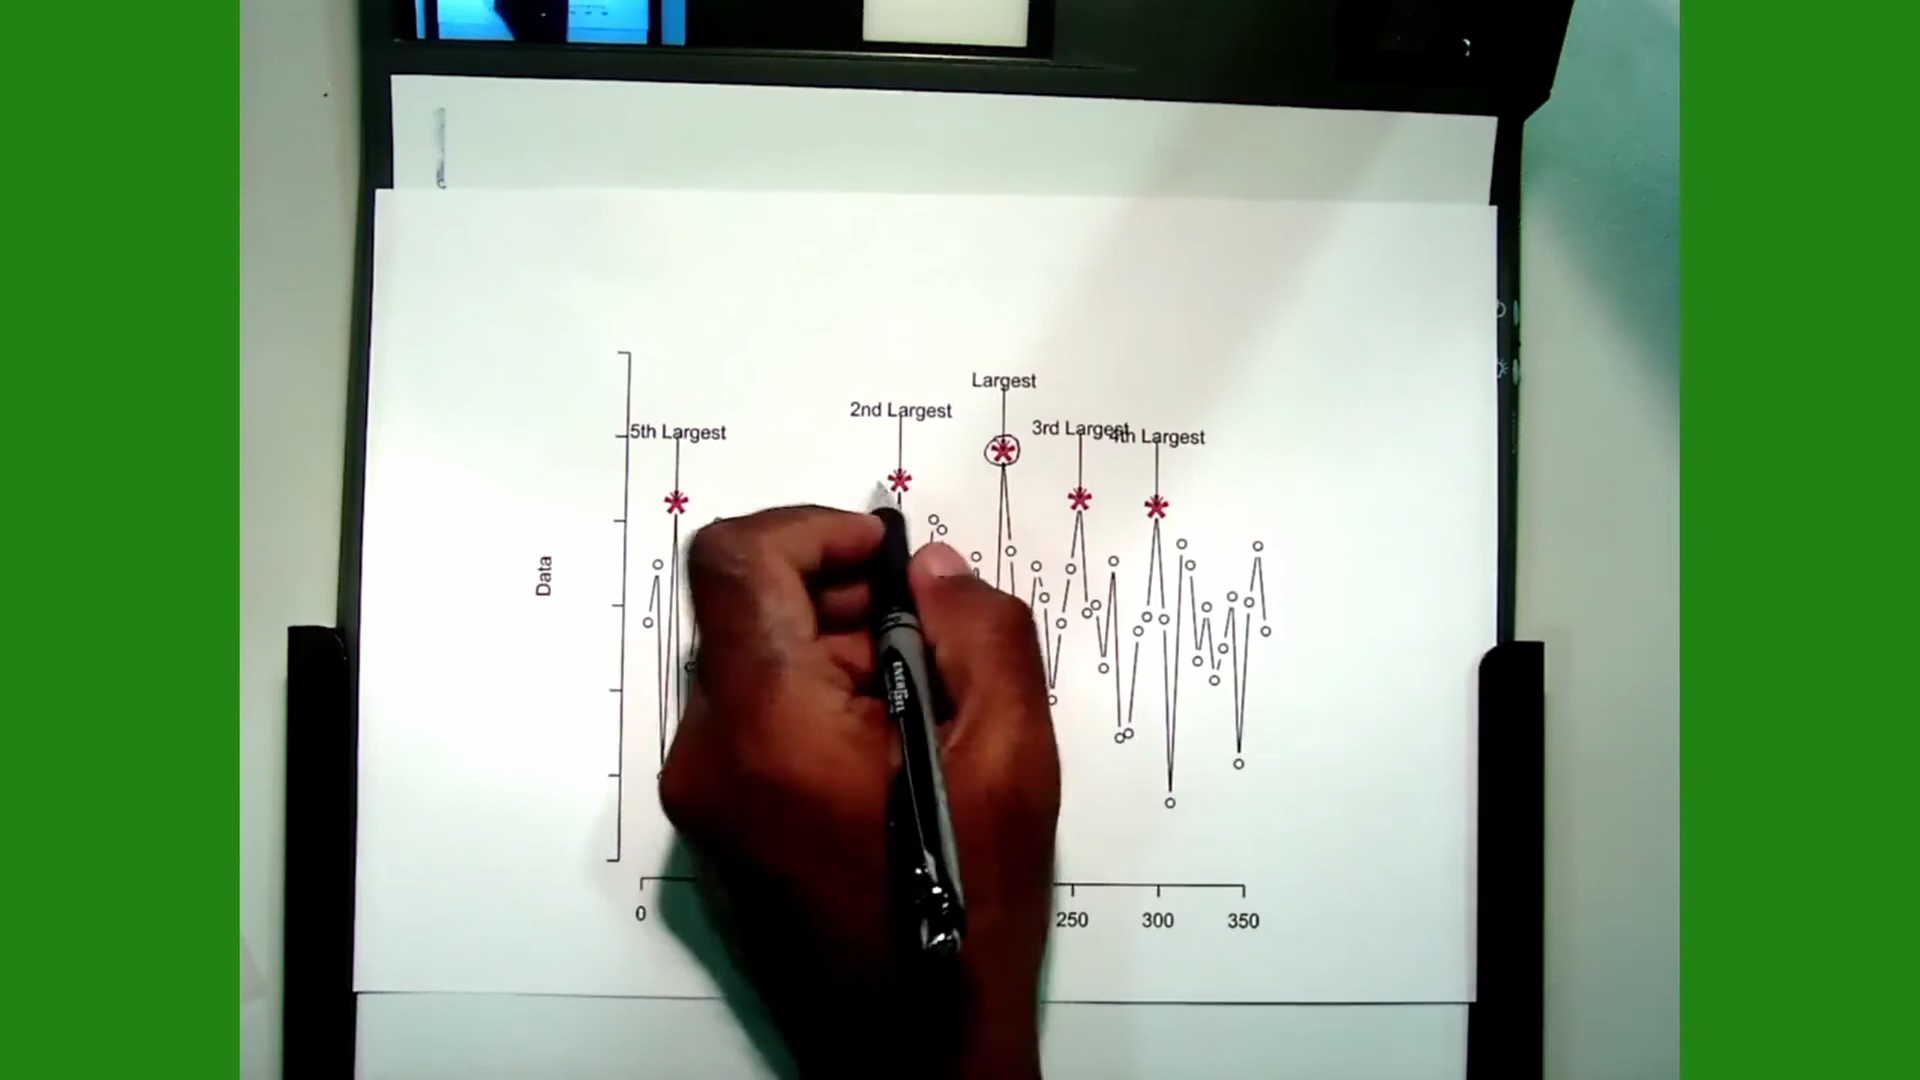 Largest
2nd Largest
3rd Largest
4th Largest
5th Largest
Data
0
250
300
350